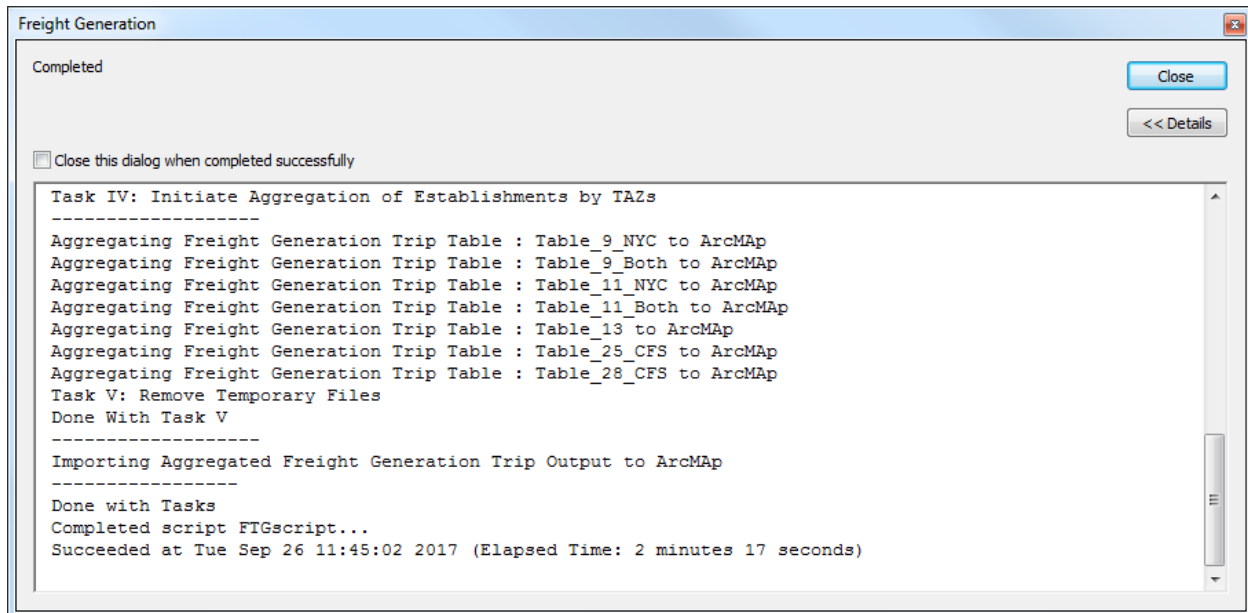 Freight Generation
Completed
Close
<< Details
Close this dialog when completed successfully
Task IV: Initiate Aggregation of Establishments by TAZs
-------------------
Aggregating Freight Generation Trip Table : Table_9_NYC to ArcMAp
Aggregating Freight Generation Trip Table : Table_9_Both to ArcMAp
Aggregating Freight Generation Trip Table : Table_11_NYC to ArcMAp
Aggregating Freight Generation Trip Table : Table_11_Both to ArcMAp
Aggregating Freight Generation Trip Table : Table_13 to ArcMAp
Aggregating Freight Generation Trip Table : Table_25_CFS to ArcMAp
Aggregating Freight Generation Trip Table : Table_28_CFS to ArcMAp
Task V: Remove Temporary Files
Done With Task V
-------------------
Importing Aggregated Freight Generation Trip Output to ArcMAp
-----------------
Done with Tasks
Completed script FTGscript...
Succeeded at Tue Sep 26 11:45:02 2017 (Elapsed Time: 2 minutes 17 seconds)